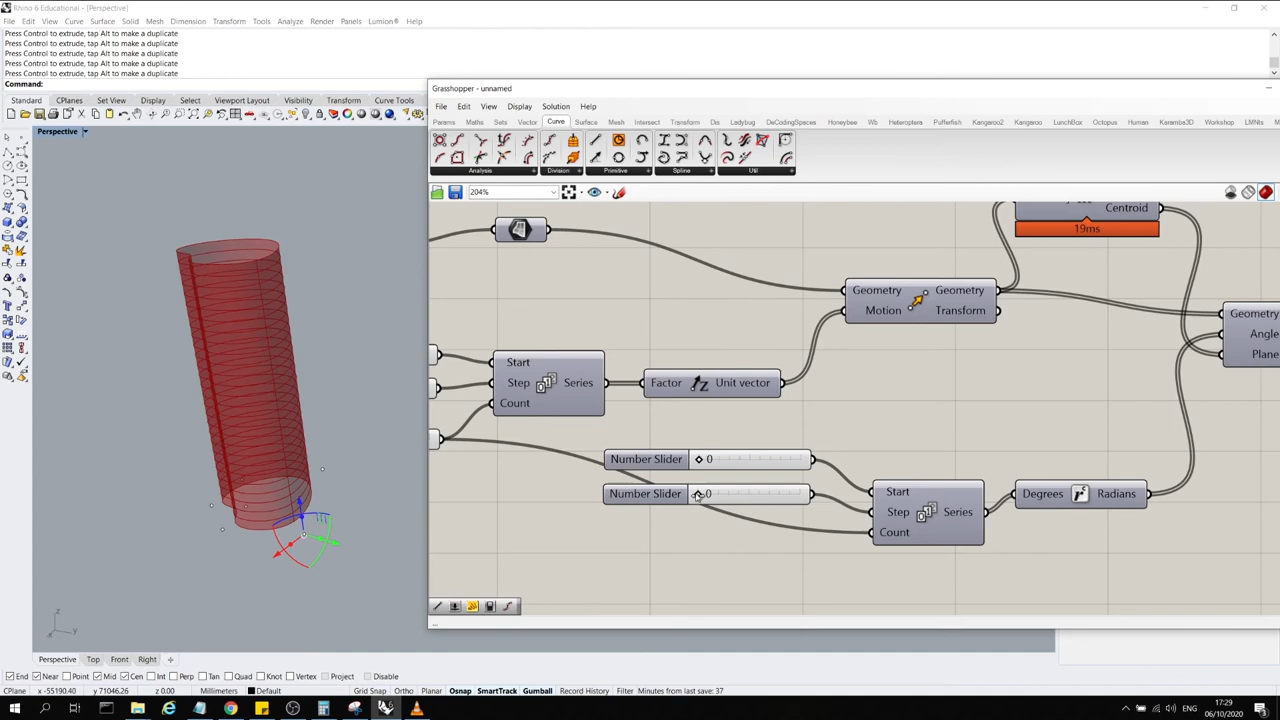 Rhino 6 Educational - [Perspective]
File Edit View Curve Surface Solid Mesh Dimension Transform Tools Analyze Render Panels Lumion® Help
Press Control to extrude, tap Alt to make a duplicate
Press Control to extrude, tap Alt to make a duplicate
Press Control to extrude, tap Alt to make a duplicate
Press Control to extrude, tap Alt to make a duplicate
Press Control to extrude, tap Alt to make a duplicate
Command:
Standard CPlanes Set View Display Select Viewport Layout Visibility Transform Curve Tools
Perspective
Grasshopper - unnamed
File Edit View Display Solution Help
Params Maths Sets Vector Curve Surface Mesh Intersect Transform Dis Ladybug DeCodingSpaces Honeybee Wb Heteroptera Pufferfish Kangaroo2 Kangaroo LunchBox Octopus Human Karamba3D Workshop LMNts
Analysis Division Primitive Spline Util
204%
Centroid
19ms
Geometry Geometry
Motion Transform
Geometry
Angle
Plane
Start
Step Series
Count
Factor Unit vector
Number Slider 0
Number Slider 0
Start
Step Series
Count
Degrees Radians
z
x y
...
Perspective Top Front Right
End Near Point Mid Cen Int Perp Tan Quad Knot Vertex Project Disable
CPlane x -55190.40 y 71046.26 z 0.00 Millimeters Default Grid Snap Ortho Planar Osnap SmartTrack Gumball Record History Filter Minutes from last save: 37
ENG
17:29
06/10/2020